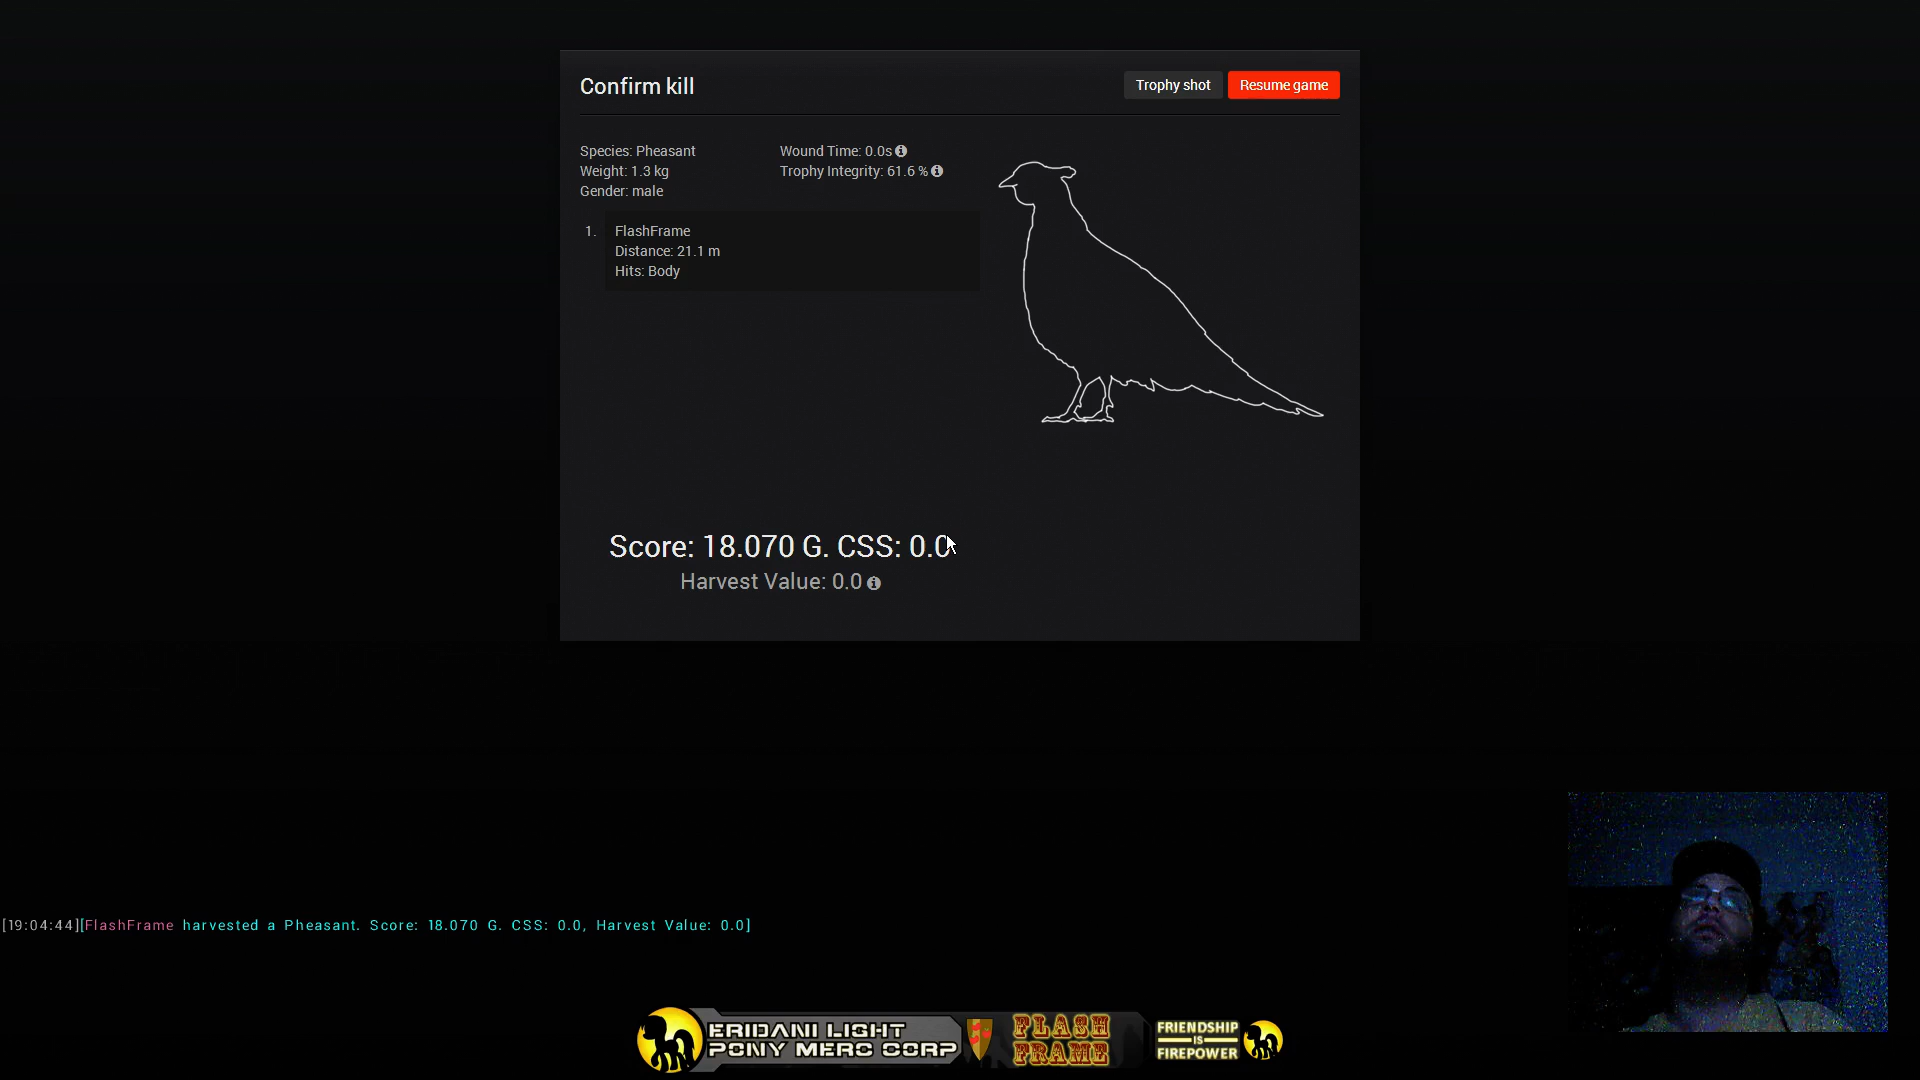 Confirm kill
Trophy shot
Resume game
Species: Pheasant
Weight: 1.3 kg
Gender: male
Wound Time: 0.0s
Trophy Integrity: 61.6 %
1.
FlashFrame
Distance: 21.1 m
Hits: Body
Score: 18.070 G. CSS: 0.0
Harvest Value: 0.0
[19:04:44][FlashFrame harvested a Pheasant. Score: 18.070 G. CSS: 0.0, Harvest Value: 0.0]
ERIDANI LIGHT
PONY MERC CORP
FLASH
FRAME
FRIENDSHIP
IS
FIREPOWER